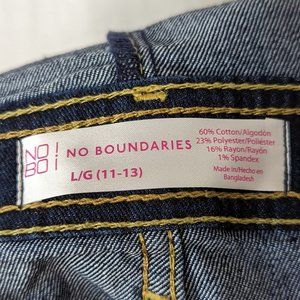 NO
BO!
NO BOUNDARIES
L/G (11-13)
60% Cotton/Algodón
23% Polyester/Poliéster
16% Rayon/Rayón
1% Spandex
Made in/Hecho en
Bangladesh